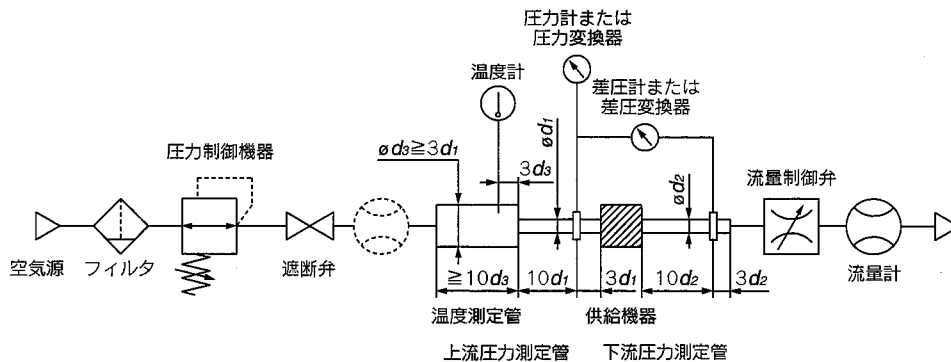 圧力計または
圧力変換器
温度計
差圧計または
差圧変換器
圧力制御機器
ød₃≧3d₁
3d₃
ød₁
ød₂
流量制御弁
空気源
フィルタ
遮断弁
≧10d₃
10d₁
3d₁
10d₂
3d₂
流量計
温度測定管
供給機器
上流圧力測定管
下流圧力測定管